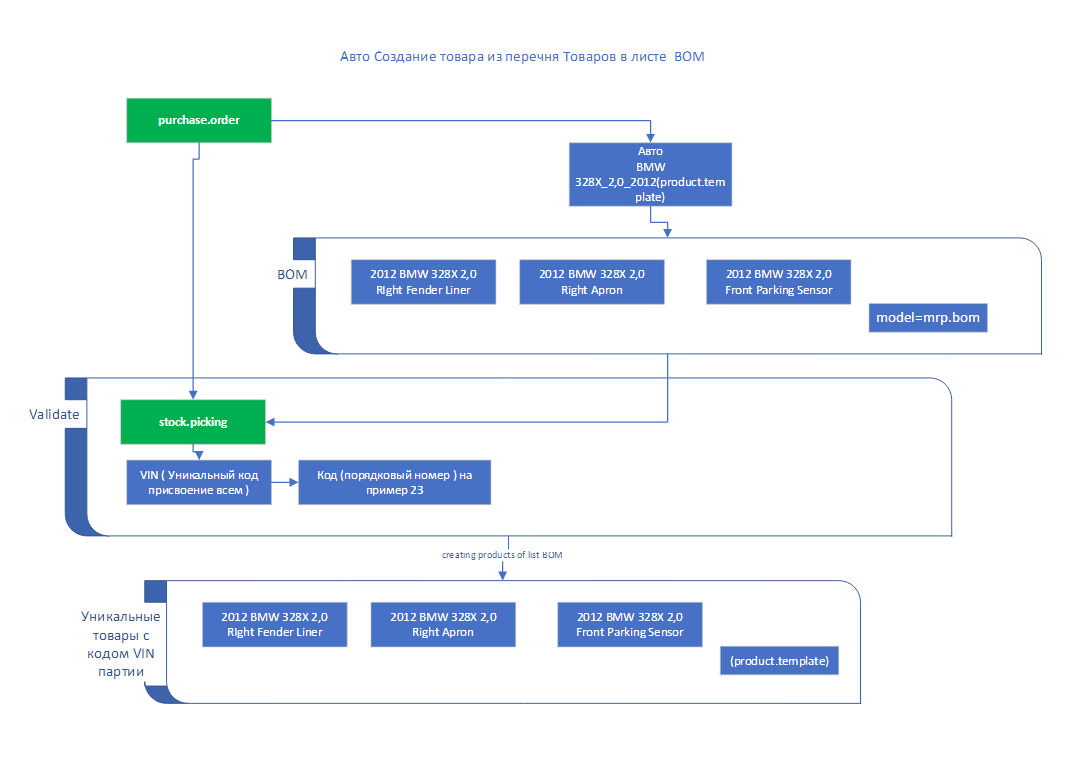 Авто Создание товара из перечня Товаров в листе BOM
purchase.order
Авто
BMW
328X_2,0_2012(product.tem
plate)
BOM
2012 BMW 328X 2,0
RIght Fender Liner
2012 BMW 328X 2,0
Right Apron
2012 BMW 328X 2,0
Front Parking Sensor
model=mrp.bom
Validate
stock.picking
VIN ( Уникальный код
присвоение всем )
Код (порядковый номер ) на
пример 23
creating products of list BOM
Уникальные
товары с
кодом VIN
партии
2012 BMW 328X 2,0
RIght Fender Liner
2012 BMW 328X 2,0
Right Apron
2012 BMW 328X 2,0
Front Parking Sensor
(product.template)